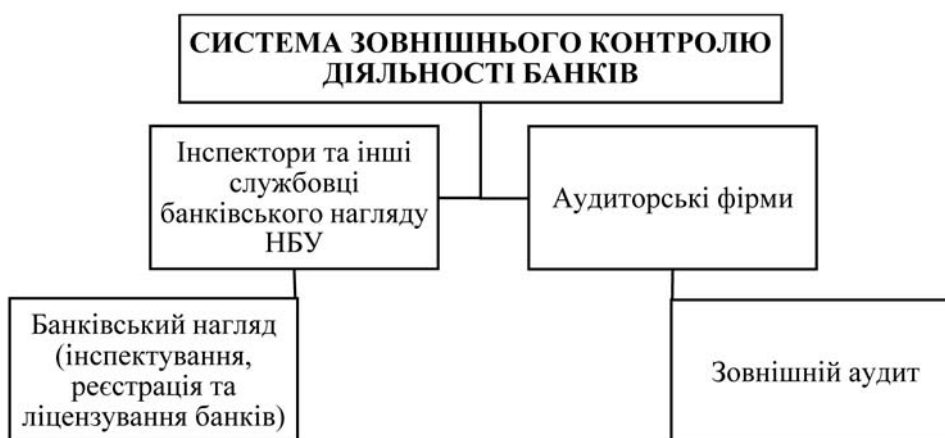 СИСТЕМА ЗОВНІШНЬОГО КОНТРОЛЮ
ДІЯЛЬНОСТІ БАНКІВ
Інспектори та інші
службовці
банківського нагляду
НБУ
Аудиторські фірми
Банківський нагляд
(інспектування,
реєстрація та
ліцензування банків)
Зовнішній аудит